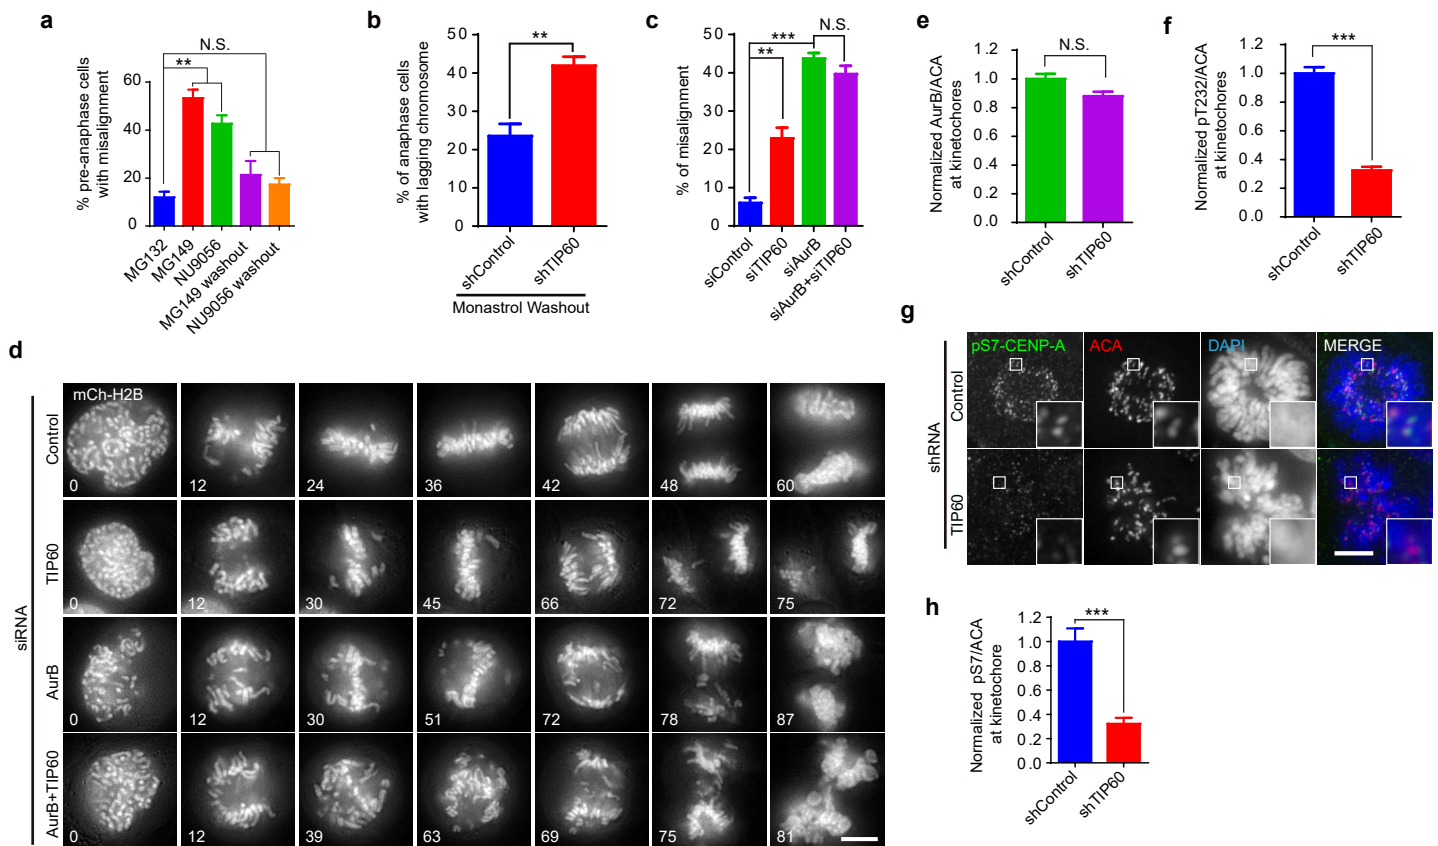 a
% pre-anaphase cells
with misalignment
60
40
20
0
N.S.
**
MG132
MG149
NU9056
MG149 washout
NU9056 washout
b
% of anaphase cells
with lagging chromosome
50
40
30
20
10
0
**
shControl
shTIP60
Monastrol Washout
c
% of misalignment
50
40
30
20
10
0
N.S.
***
**
siControl
siTIP60
siAurB
siAurB+siTIP60
e
Normalized AurB/ACA
at kinetochores
1.2
1.0
0.8
0.6
0.4
0.2
0.0
N.S.
shControl
shTIP60
f
Normalized pT232/ACA
at kinetochores
1.2
1.0
0.8
0.6
0.4
0.2
0.0
***
shControl
shTIP60
d
siRNA
mCh-H2B
Control
0 12 24 36 42 48 60
TIP60
0 12 30 45 66 72 75
AurB
0 12 30 51 72 78 87
AurB+TIP60
0 12 39 63 69 75 81
g
shRNA
pS7-CENP-A ACA DAPI MERGE
Control
TIP60
h
Normalized pS7/ACA
at kinetochore
1.2
1.0
0.8
0.6
0.4
0.2
0.0
***
shControl
shTIP60